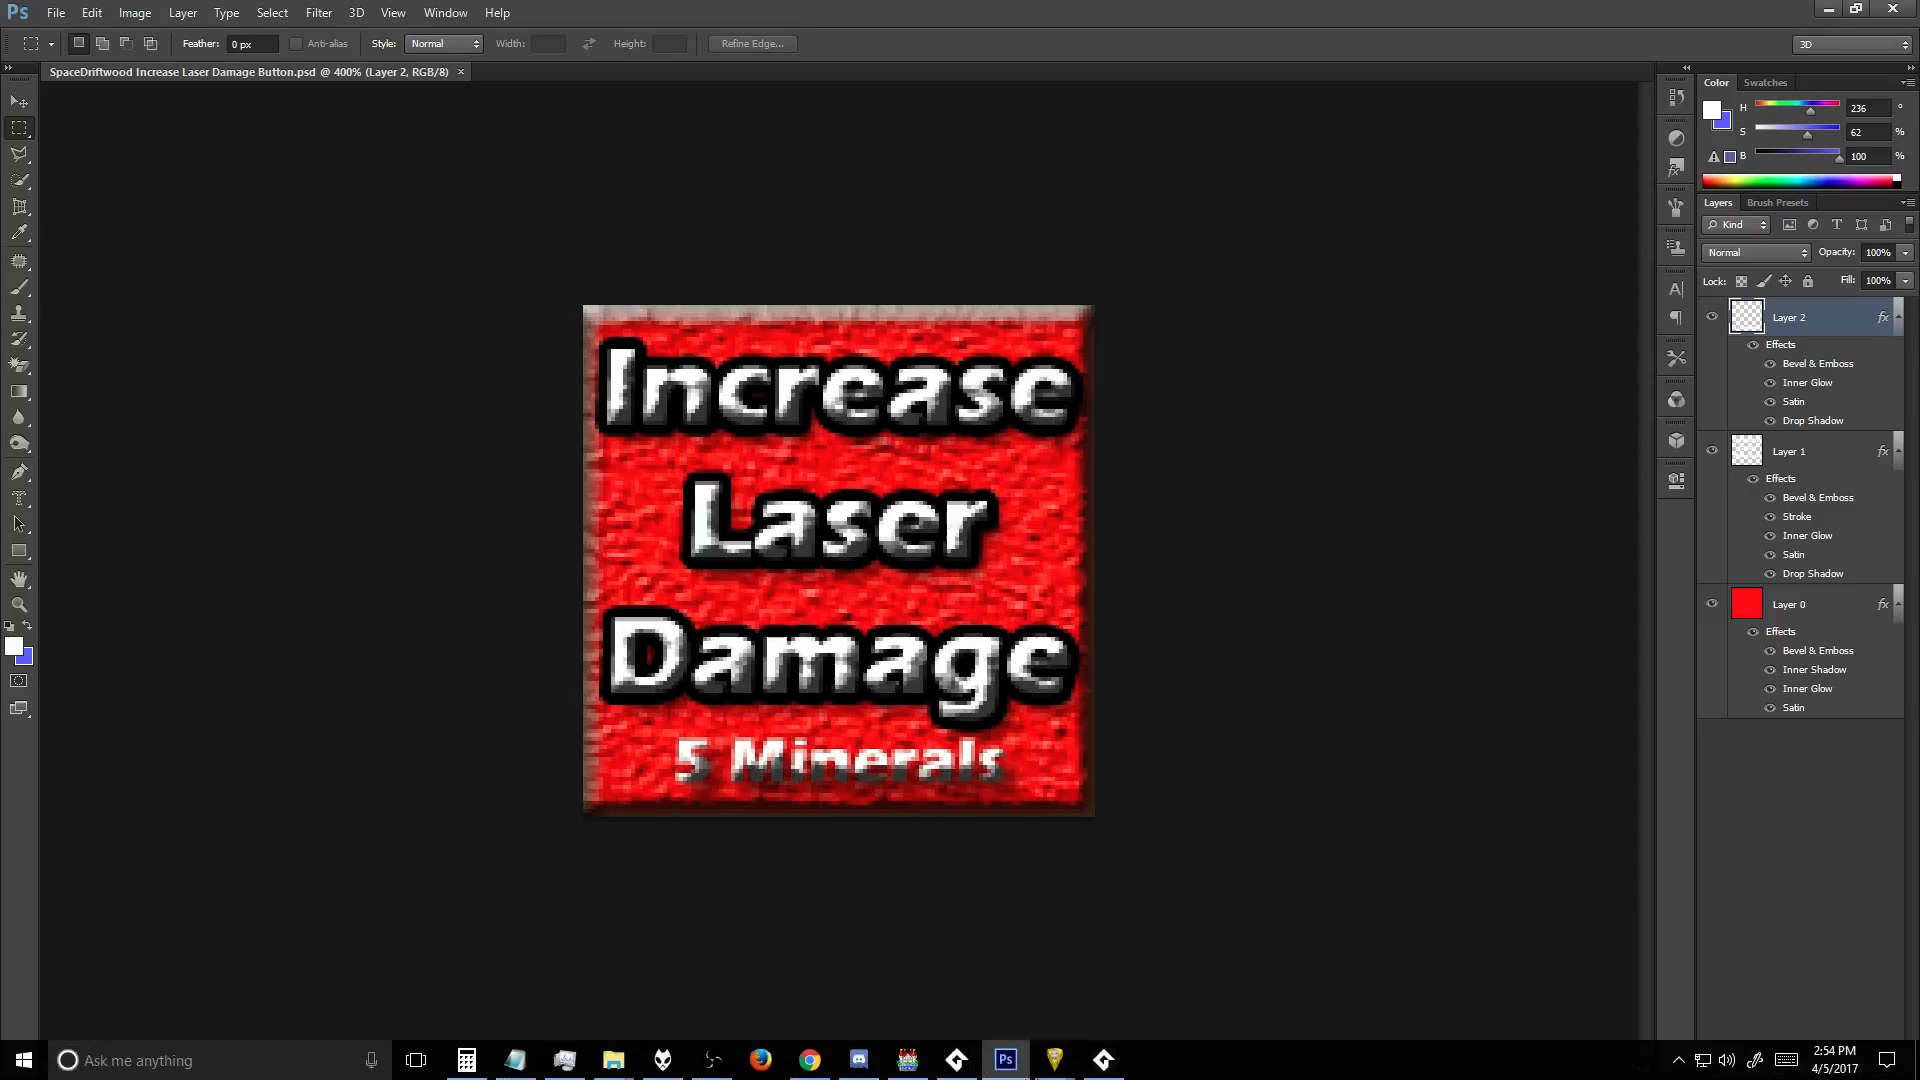 Ps File Edit Image Layer Type Select Filter 3D View Window Help
Feather: 0 px Anti-alias Style: Normal Width: Height: Refine Edge... 3D
SpaceDriftwood Increase Laser Damage Button.psd @ 400% (Layer 2, RGB/8) ×
Color Swatches
H 236 °
S 62 %
B 100 %
Layers Brush Presets
Kind
Normal Opacity: 100%
Lock: Fill: 100%
Layer 2 fx
Effects
Bevel & Emboss
Inner Glow
Satin
Drop Shadow
Layer 1 fx
Effects
Bevel & Emboss
Stroke
Inner Glow
Satin
Drop Shadow
Layer 0 fx
Effects
Bevel & Emboss
Inner Shadow
Inner Glow
Satin
Increase
Laser
Damage
5 Minerals
Ask me anything
Ps
2:54 PM
4/5/2017